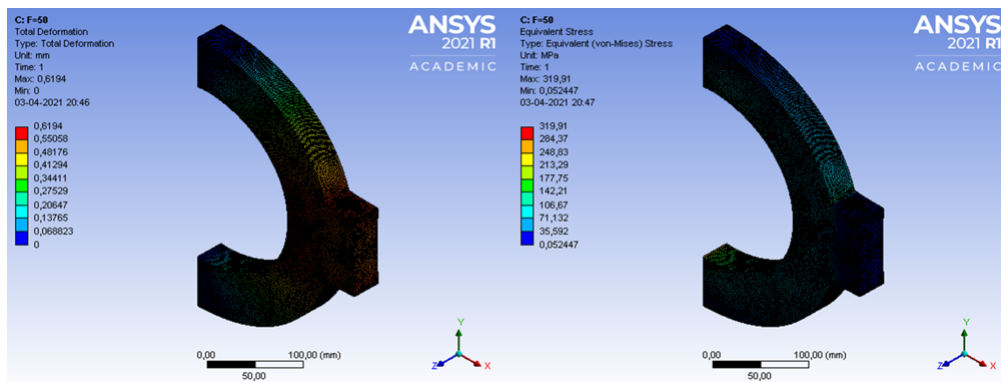 C: F=50
Total Deformation
Type: Total Deformation
Unit: mm
Time: 1
Max: 0,6194
Min: 0
03-04-2021 20:46
0,6194
0,55058
0,48176
0,41294
0,34411
0,27529
0,20647
0,13765
0,068823
0
ANSYS
2021 R1
ACADEMIC
0,00
100,00 (mm)
50,00
Y
Z
X
C: F=50
Equivalent Stress
Type: Equivalent (von-Mises) Stress
Unit: MPa
Time: 1
Max: 319,91
Min: 0,052447
03-04-2021 20:47
319,91
284,37
248,83
213,29
177,75
142,21
106,67
71,132
35,592
0,052447
ANSYS
2021 R1
ACADEMIC
0,00
100,00 (mm)
50,00
Y
Z
X